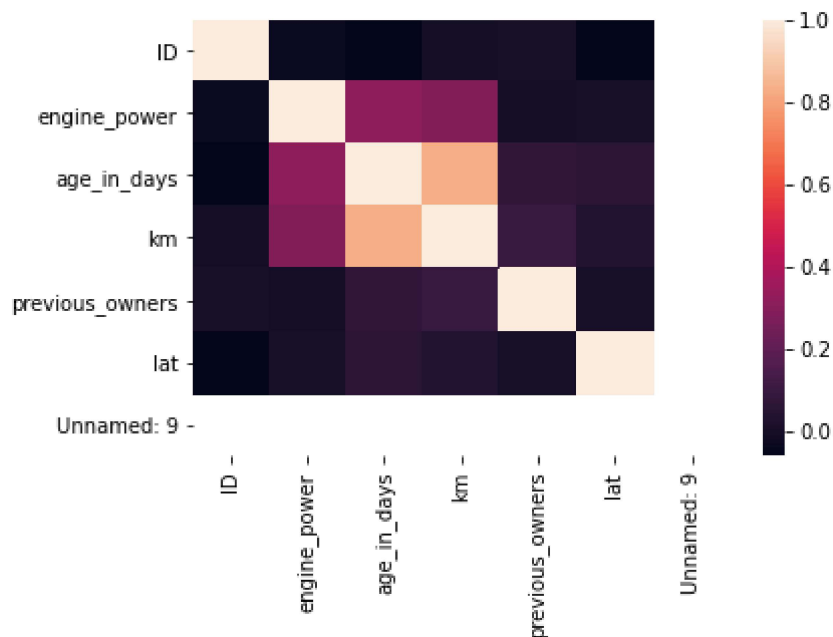 ID
engine_power
age_in_days
km
previous_owners
lat
Unnamed: 9
ID
engine_power
age_in_days
km
previous_owners
lat
Unnamed: 9
1.0
0.8
0.6
0.4
0.2
0.0